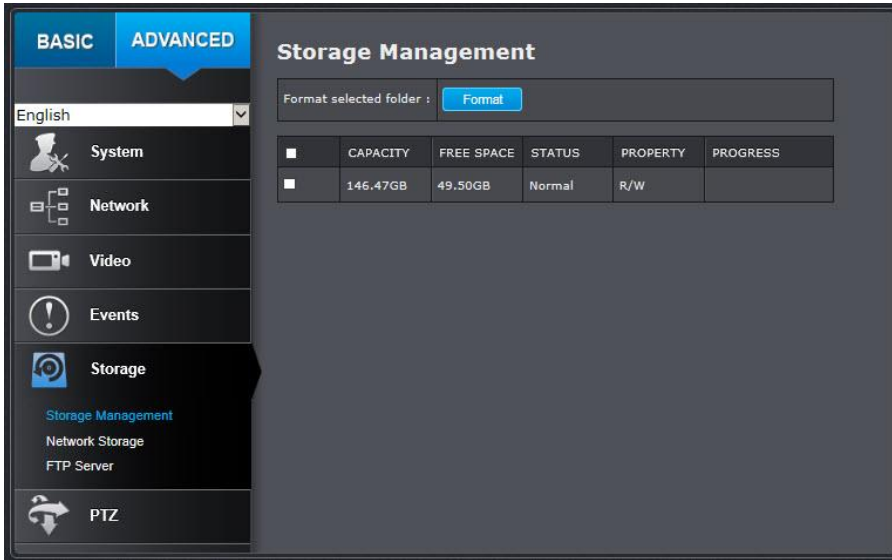 BASIC ADVANCED
English
System
Network
Video
Events
Storage
Storage Management
Network Storage
FTP Server
PTZ
Storage Management
Format selected folder : Format
CAPACITY FREE SPACE STATUS PROPERTY PROGRESS
146.47GB 49.50GB Normal R/W